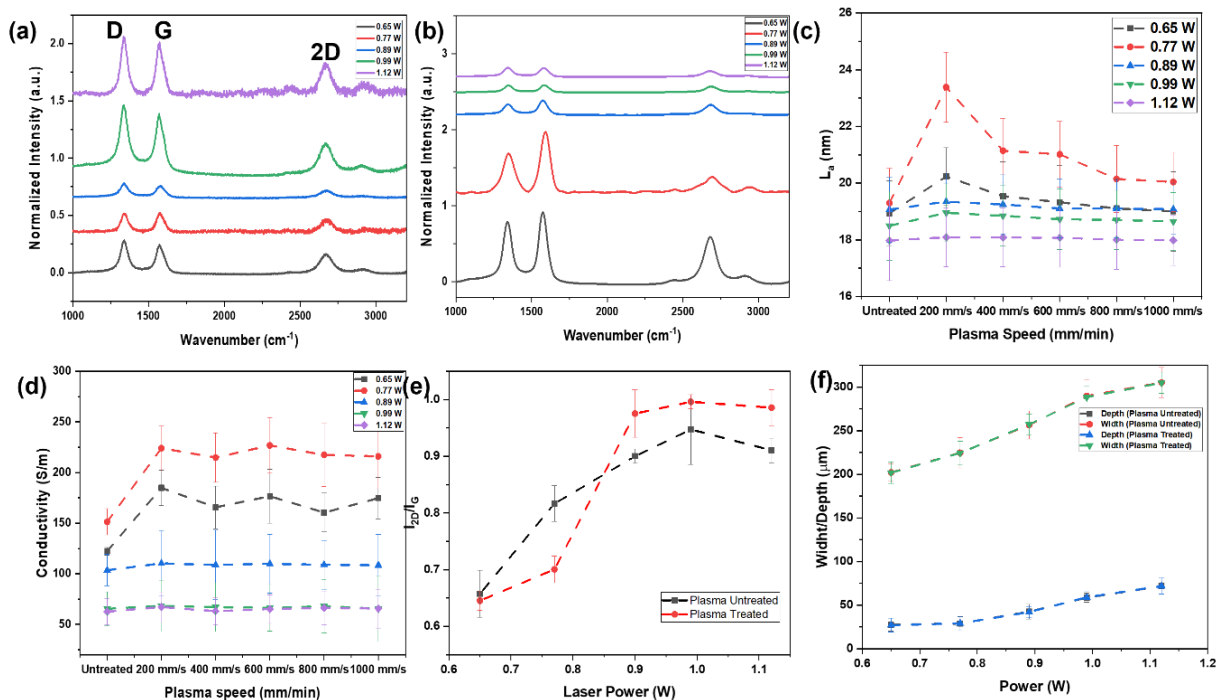 (a)
D
G
2D
0.65 W
0.77 W
0.89 W
0.99 W
1.12 W
Normalized Intensity (a.u.)
2.0
1.5
1.0
0.5
0.0
1000
1500
2000
2500
3000
Wavenumber (cm⁻¹)
(b)
0.65 W
0.77 W
0.89 W
0.99 W
1.12 W
Normalized Intensity (a.u.)
3
2
1
0
1000
1500
2000
2500
3000
Wavenumber (cm⁻¹)
(c)
0.65 W
0.77 W
0.89 W
0.99 W
1.12 W
Lₐ (nm)
26
24
22
20
18
16
Untreated
200 mm/s
400 mm/s
600 mm/s
800 mm/s
1000 mm/s
Plasma Speed (mm/min)
(d)
0.65 W
0.77 W
0.89 W
0.99 W
1.12 W
Conductivity (S/m)
300
250
200
150
125
100
75
50
Untreated
200 mm/s
400 mm/s
600 mm/s
800 mm/s
1000 mm/s
Plasma speed (mm/min)
(e)
I2D/IG
1.0
0.9
0.8
0.7
0.6
Plasma Untreated
Plasma Treated
0.6
0.7
0.8
0.9
1.0
1.1
Laser Power (W)
(f)
Depth (Plasma Untreated)
Width (Plasma Untreated)
Depth (Plasma Treated)
Width (Plasma Treated)
Widht/Depth (μm)
300
250
200
150
100
50
0
0.6
0.7
0.8
0.9
1.0
1.1
1.2
Power (W)